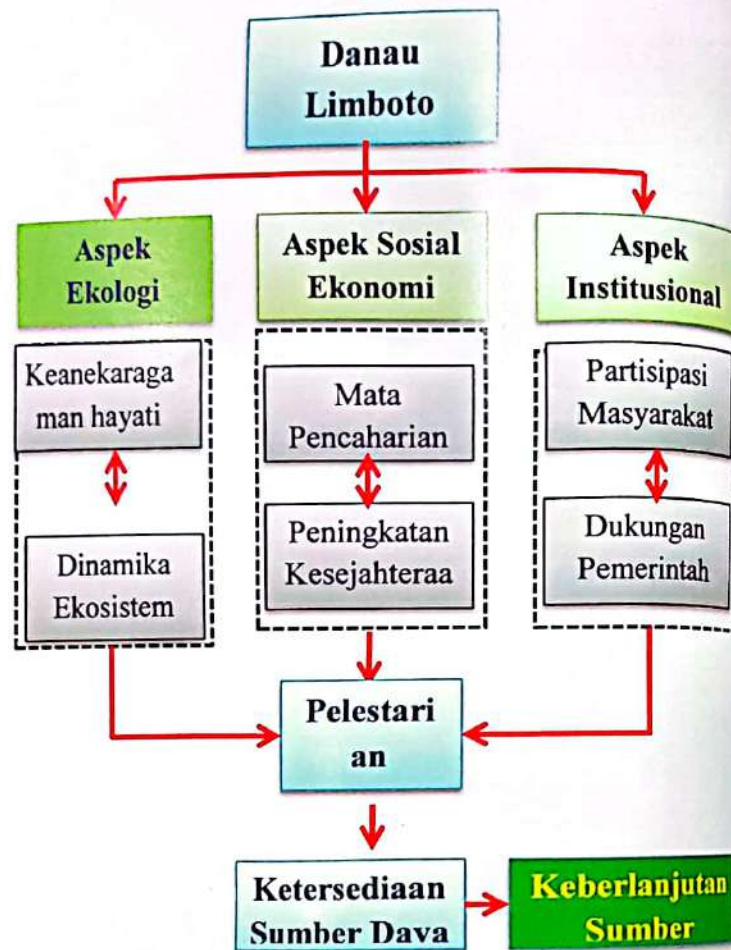 Danau
Limboto
Aspek
Ekologi
Aspek Sosial
Ekonomi
Aspek
Institusional
Keanekaraga
man hayati
Mata
Pencaharian
Partisipasi
Masyarakat
Dinamika
Ekosistem
Peningkatan
Kesejahteraa
Dukungan
Pemerintah
Pelestari
an
Ketersediaan
Sumber Daya
Keberlanjutan
Sumber